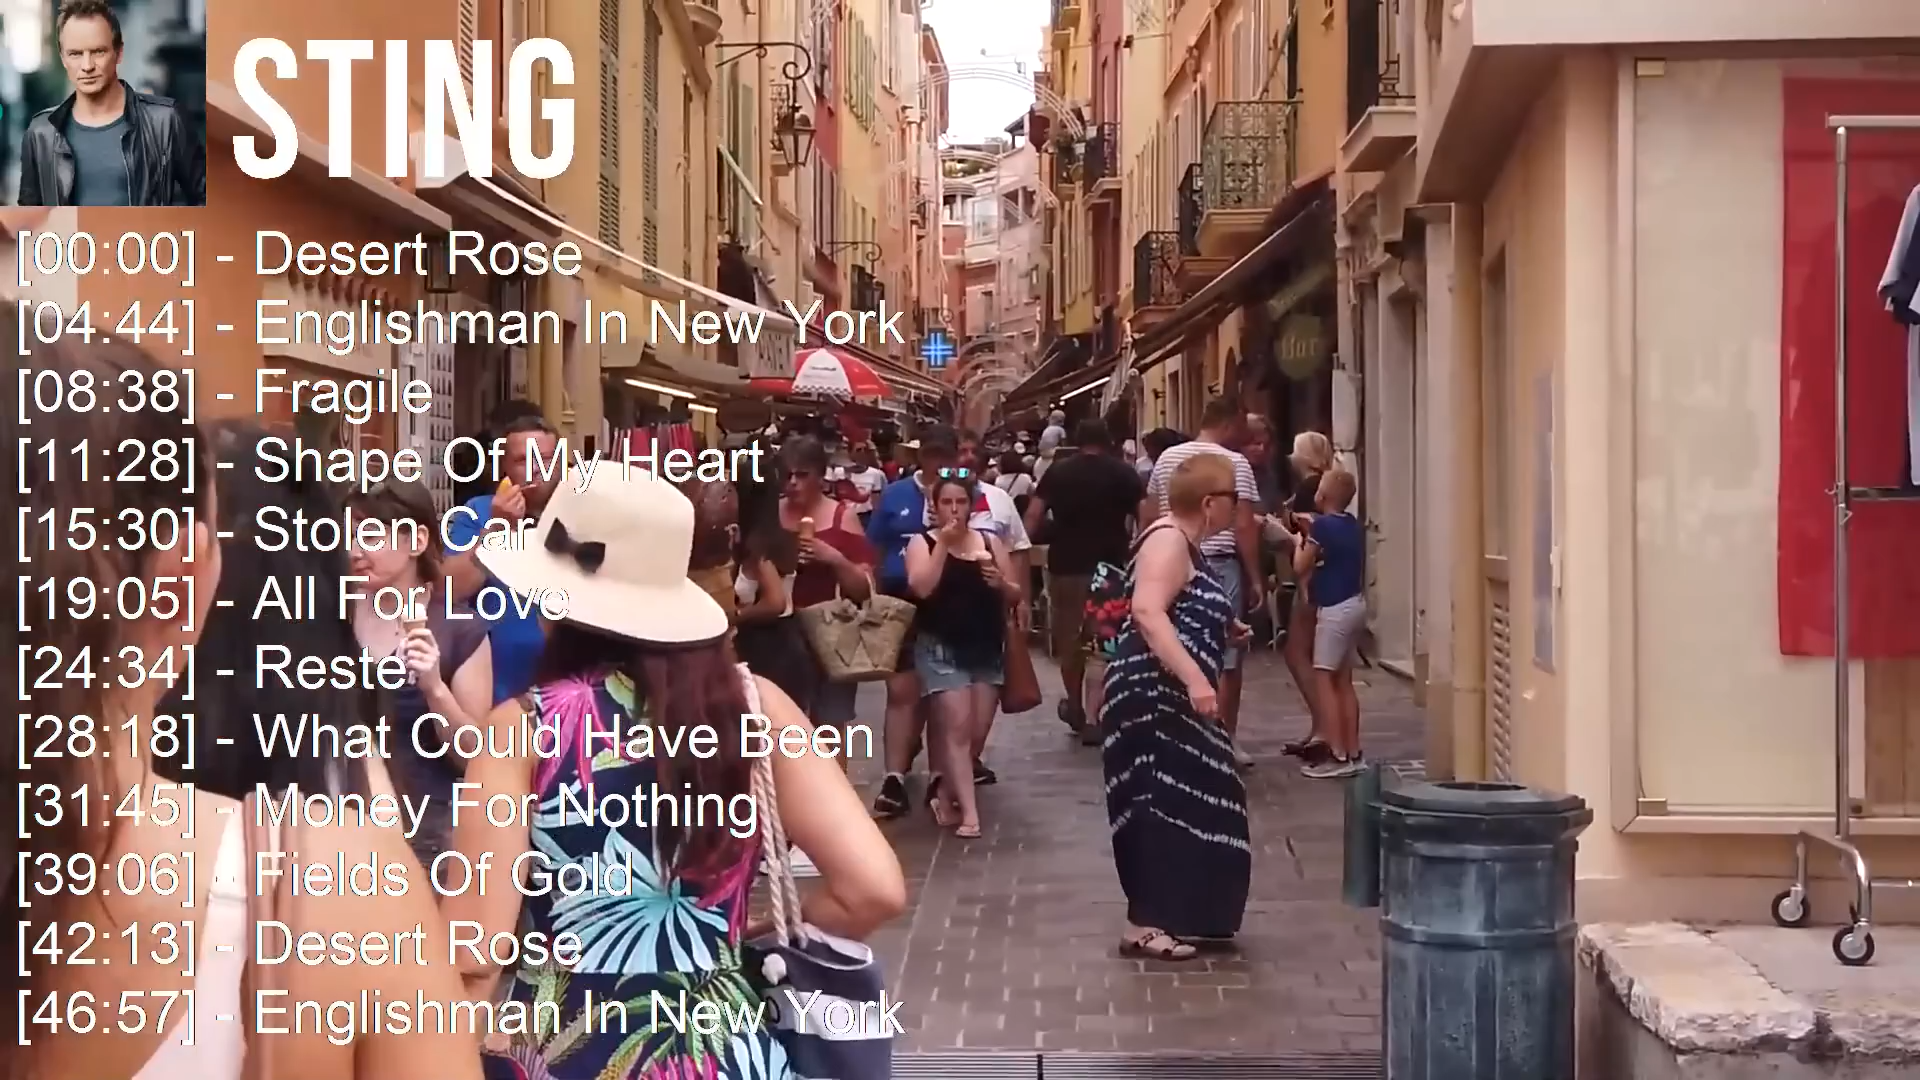 STING
[00:00] - Desert Rose
[04:44] - Englishman In New York
[08:38] - Fragile
[11:28] - Shape Of My Heart
[15:30] - Stolen Car
[19:05] - All For Love
[24:34] - Reste
[28:18] - What Could Have Been
[31:45] - Money For Nothing
[39:06] - Fields Of Gold
[42:13] - Desert Rose
[46:57] - Englishman In New York
Bar